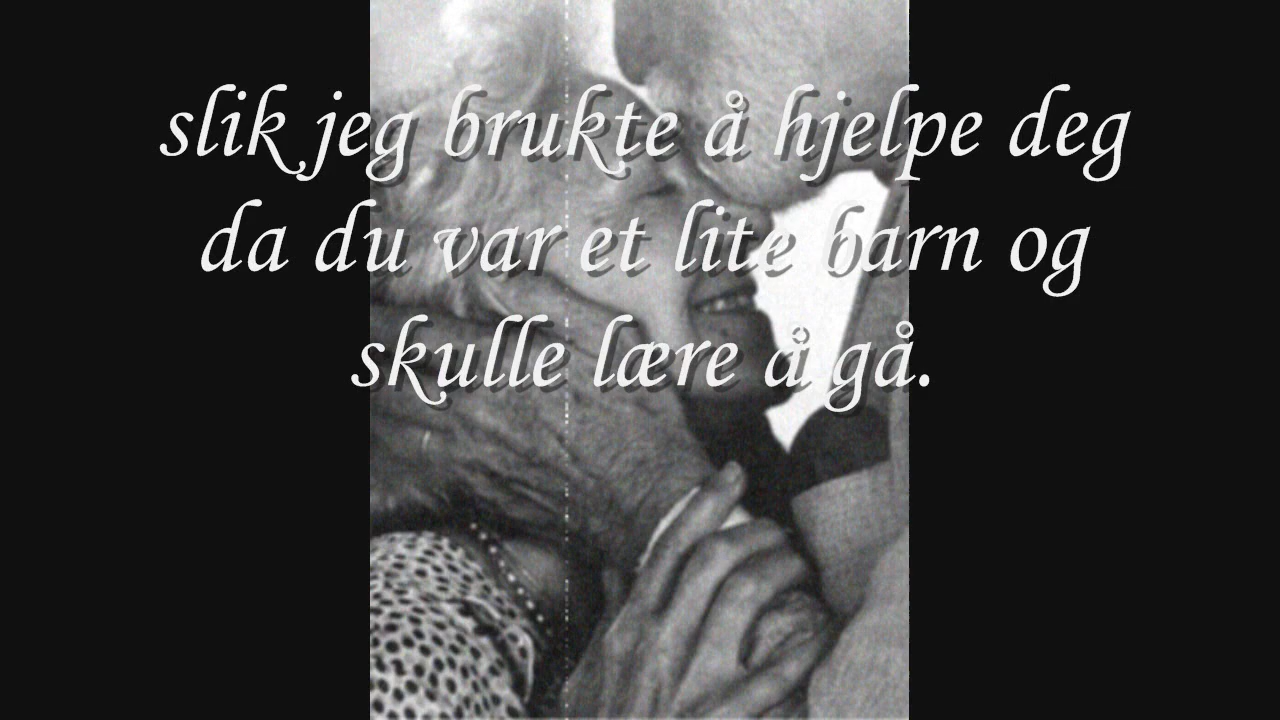 slik jeg brukte å hjelpe deg
da du var et lite barn og
skulle lære å gå.